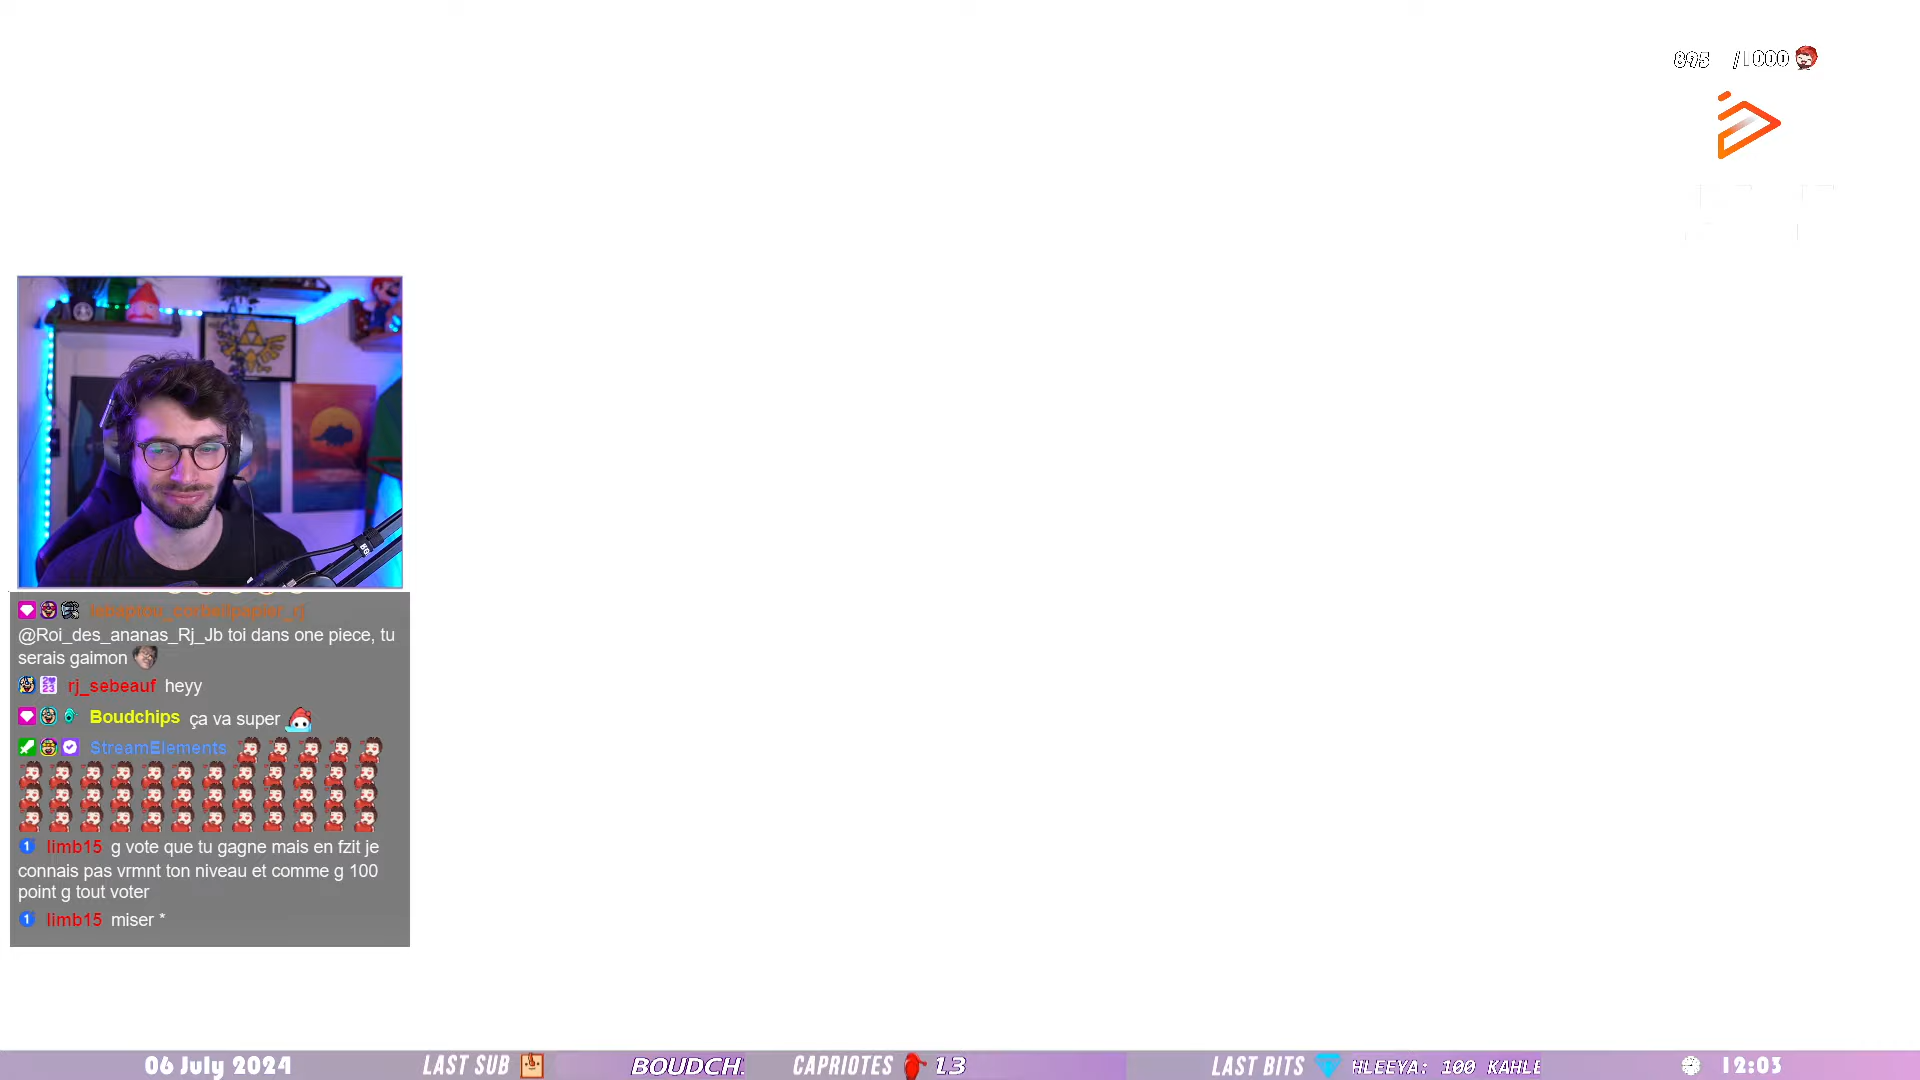 895 /1000
@Roi_des_ananas_Rj_Jb toi dans one piece, tu
serais gaimon
rj_sebeauf heyy
Boudchips ça va super
StreamElements
limb15 g vote que tu gagne mais en fzit je
connais pas vrmnt ton niveau et comme g 100
point g tout voter
limb15 miser *
06 July 2024 LAST SUB BOUDCH CAPRIOTES 13 LAST BITS HLEEYA: 100 KAHLE 12:03